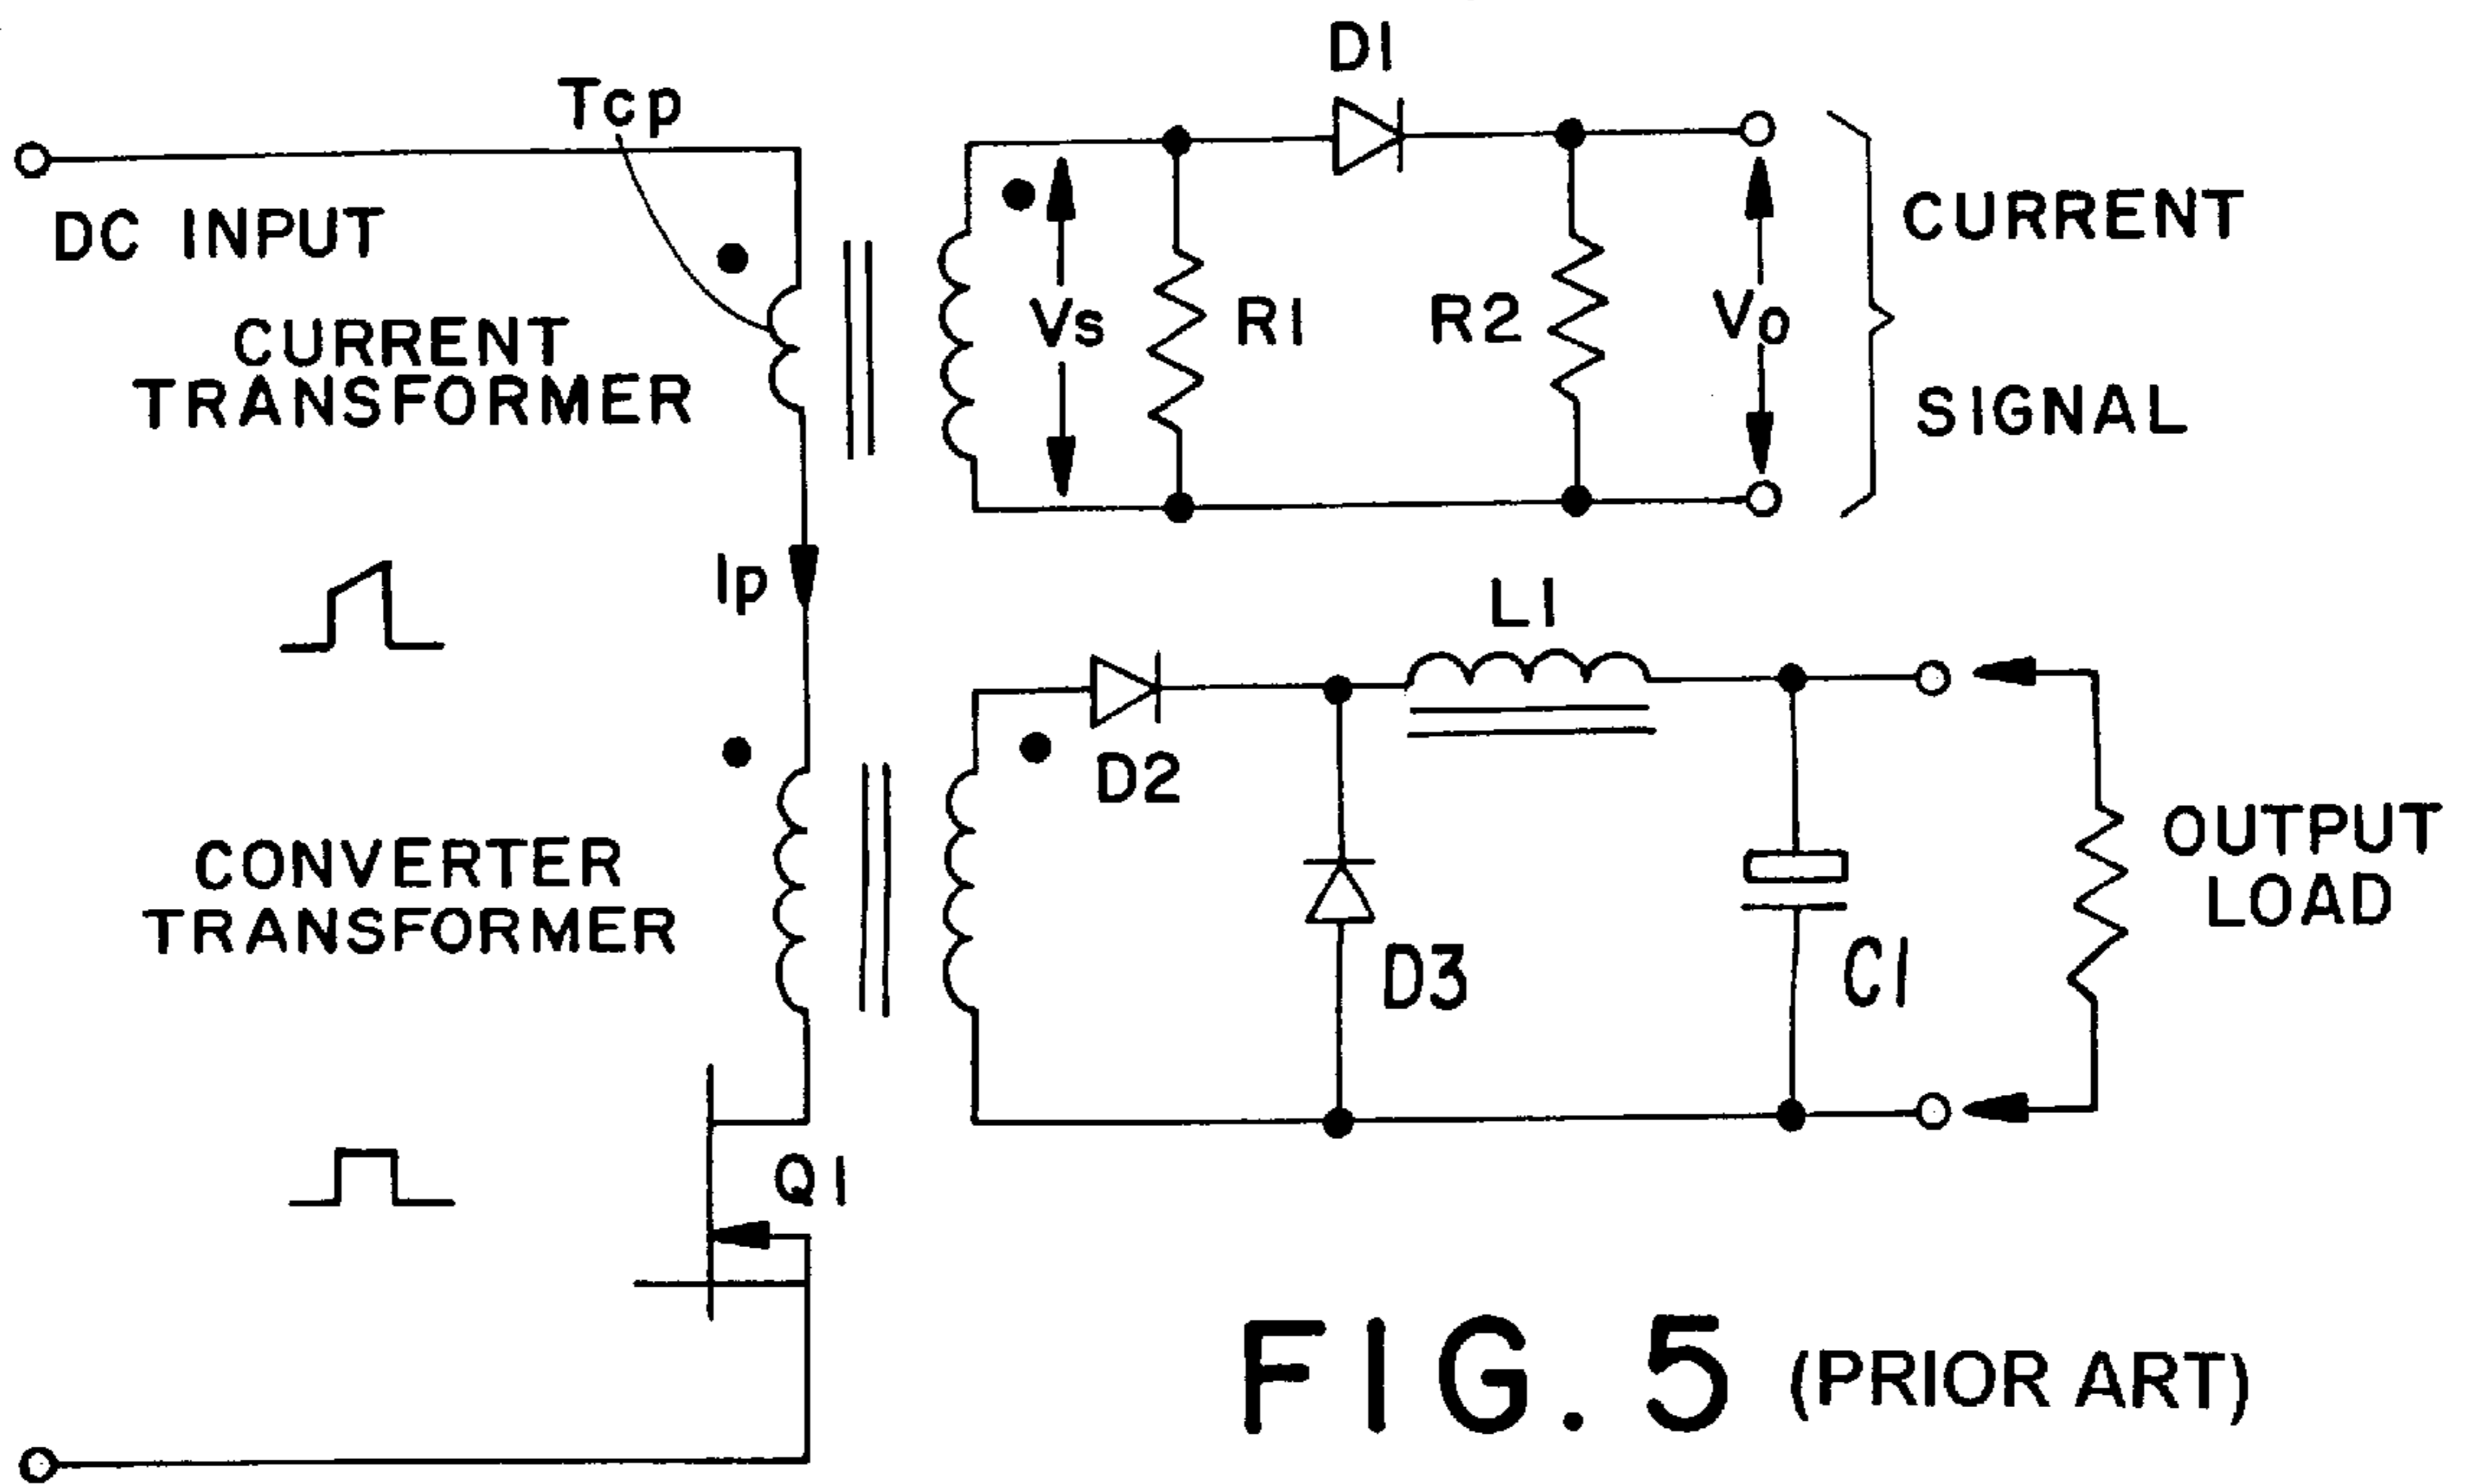 D1
Tcp
DC INPUT
CURRENT
TRANSFORMER
Vs
R1
R2
Vo
CURRENT
SIGNAL
Ip
L1
D2
CONVERTER
TRANSFORMER
D3
C1
OUTPUT
LOAD
Q1
FIG. 5 (PRIOR ART)